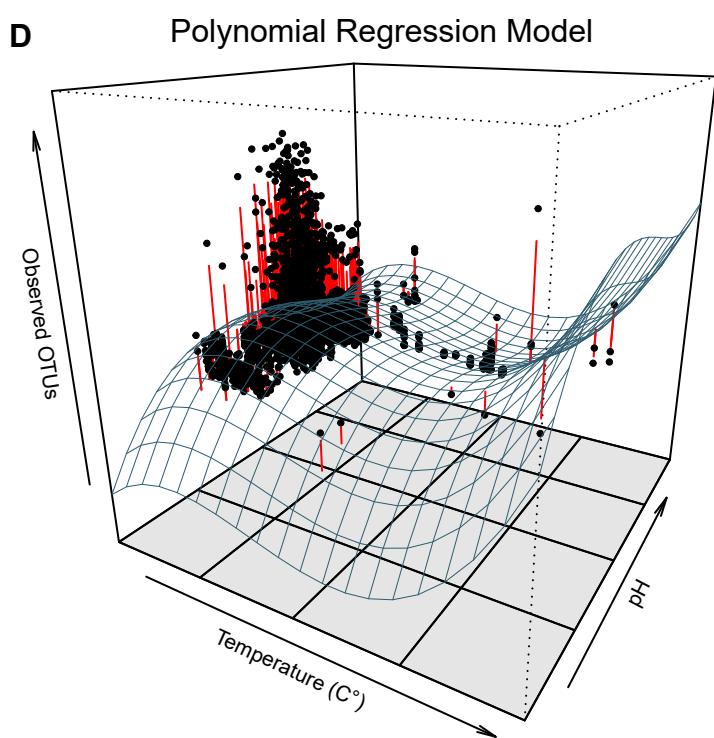 D
Polynomial Regression Model
Observed OTUs
Temperature (C°)
pH